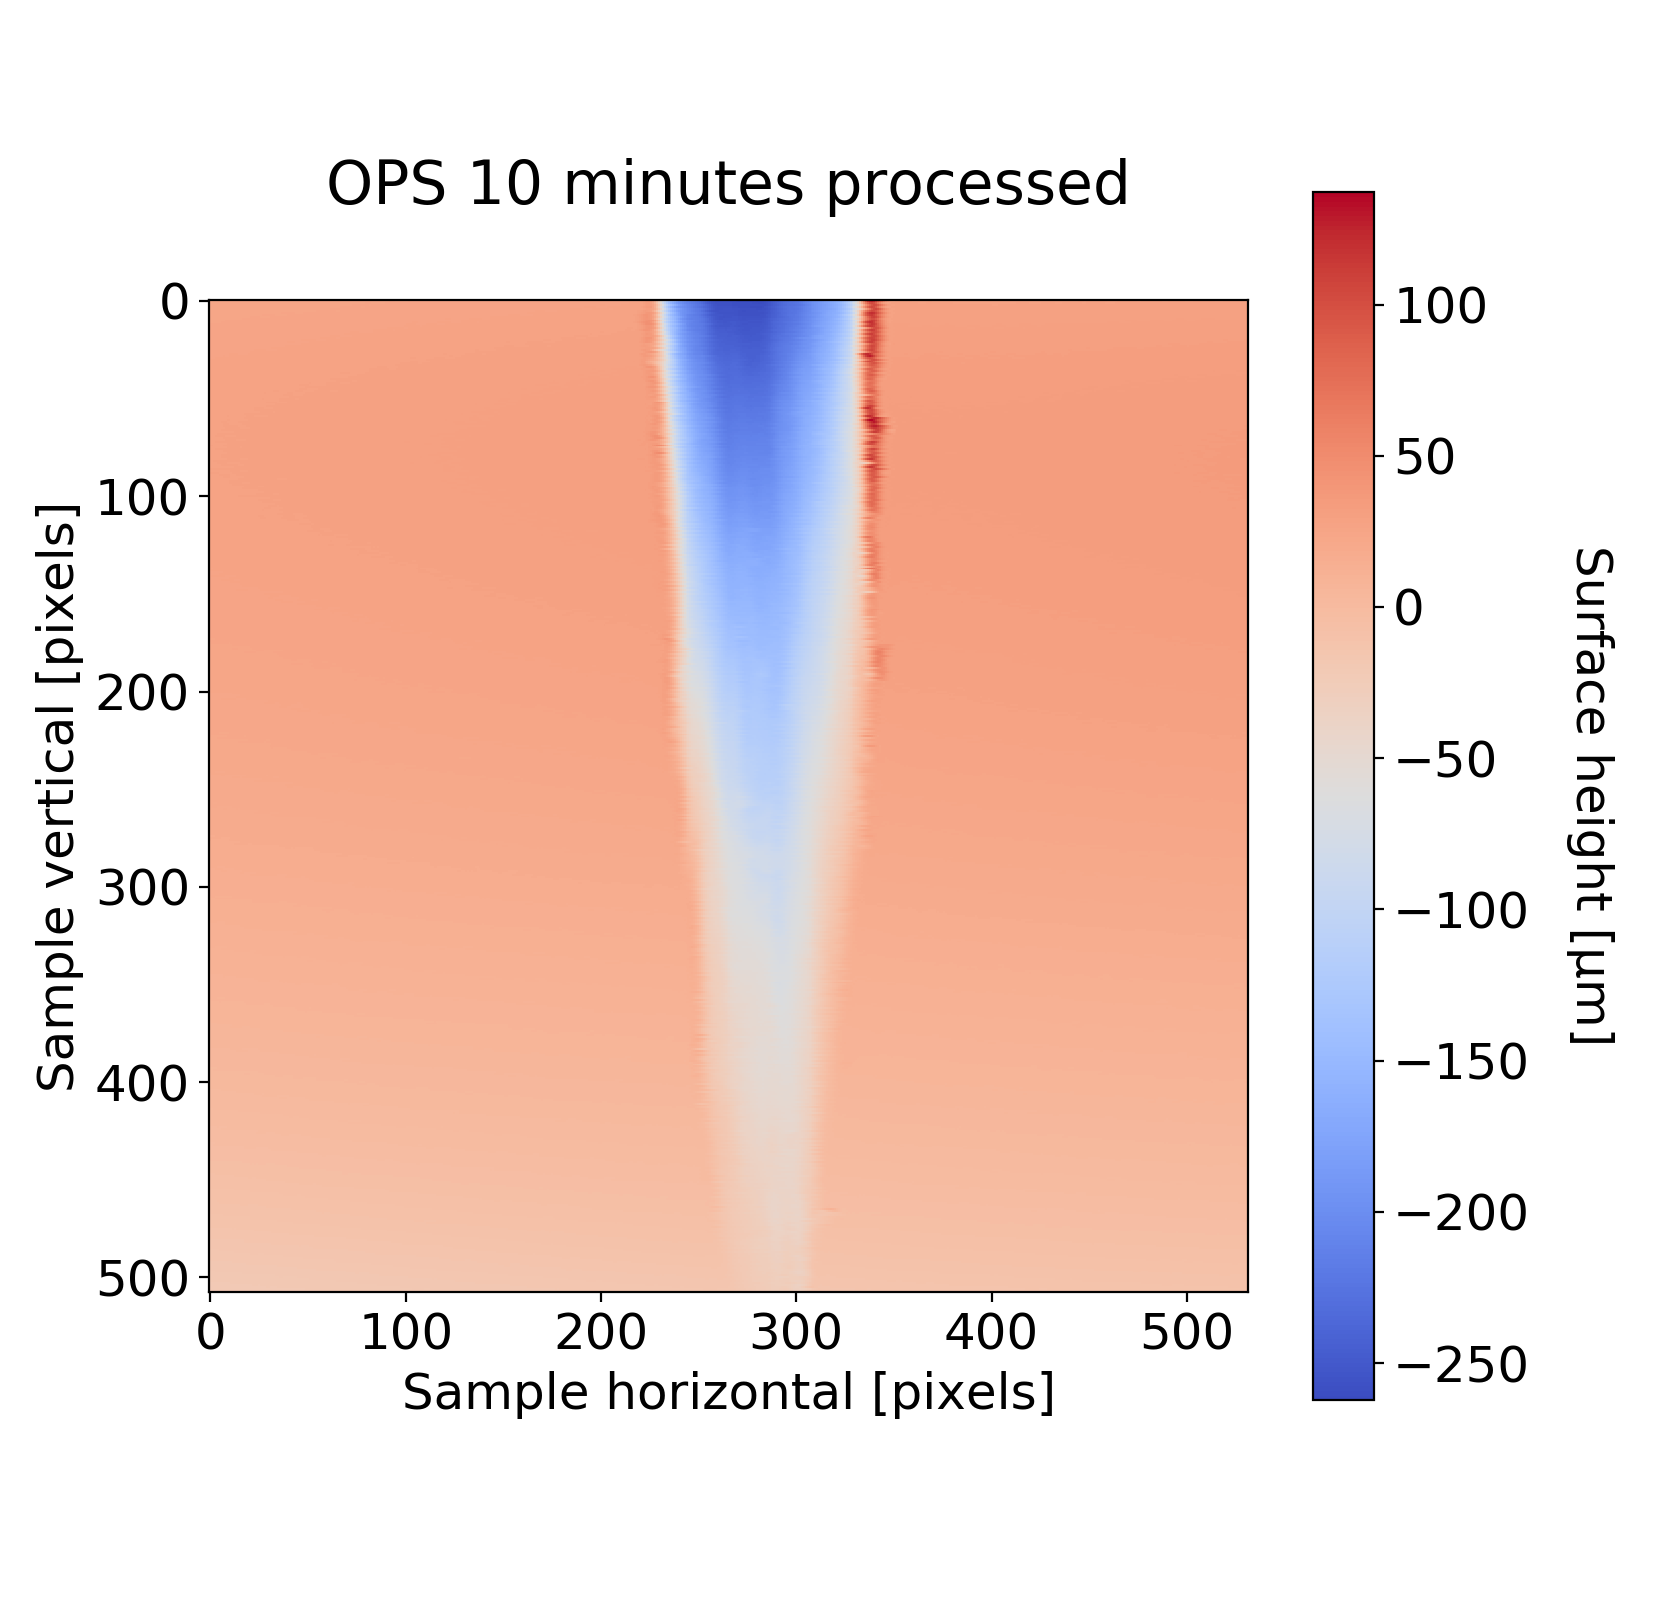 OPS 10 minutes processed
0
100
200
300
400
500
Sample vertical [pixels]
0 100 200 300 400 500
Sample horizontal [pixels]
100
50
0
−50
−100
−150
−200
−250
Surface height [µm]